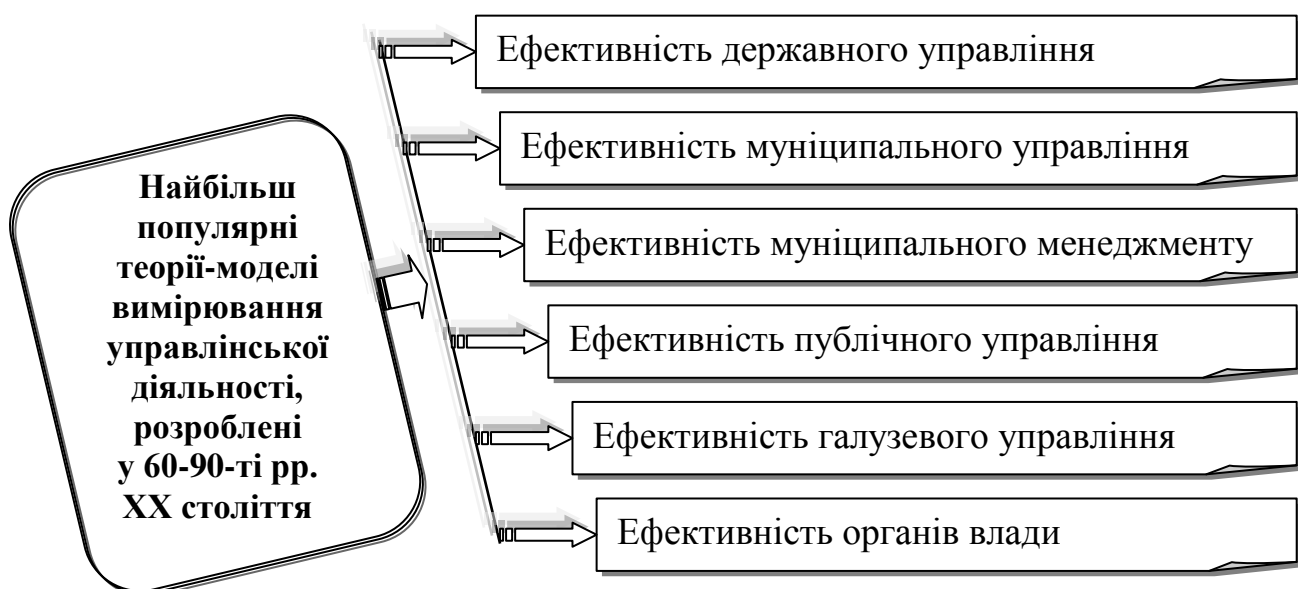 Найбільш
популярні
теорії-моделі
вимірювання
управлінської
діяльності,
розроблені
у 60-90-ті рр.
ХХ століття
Ефективність державного управління
Ефективність муніципального управління
Ефективність муніципального менеджменту
Ефективність публічного управління
Ефективність галузевого управління
Ефективність органів влади